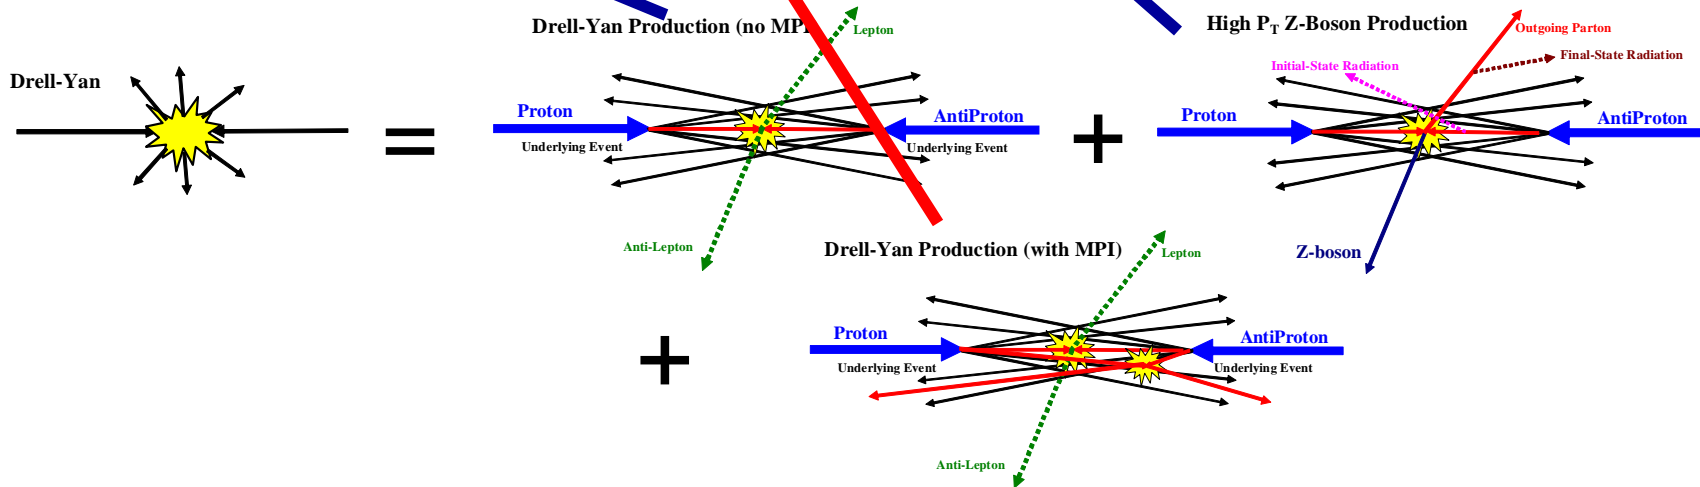 Drell-Yan Production (no MPI
Lepton
High PT Z-Boson Production
Outgoing Parton
Final-State Radiation
Initial-State Radiation
Drell-Yan
=
Proton
AntiProton
Underlying Event
Underlying Event
+
Proton
AntiProton
Anti-Lepton
Z-boson
Drell-Yan Production (with MPI)
Lepton
+
Proton
AntiProton
Underlying Event
Underlying Event
Anti-Lepton